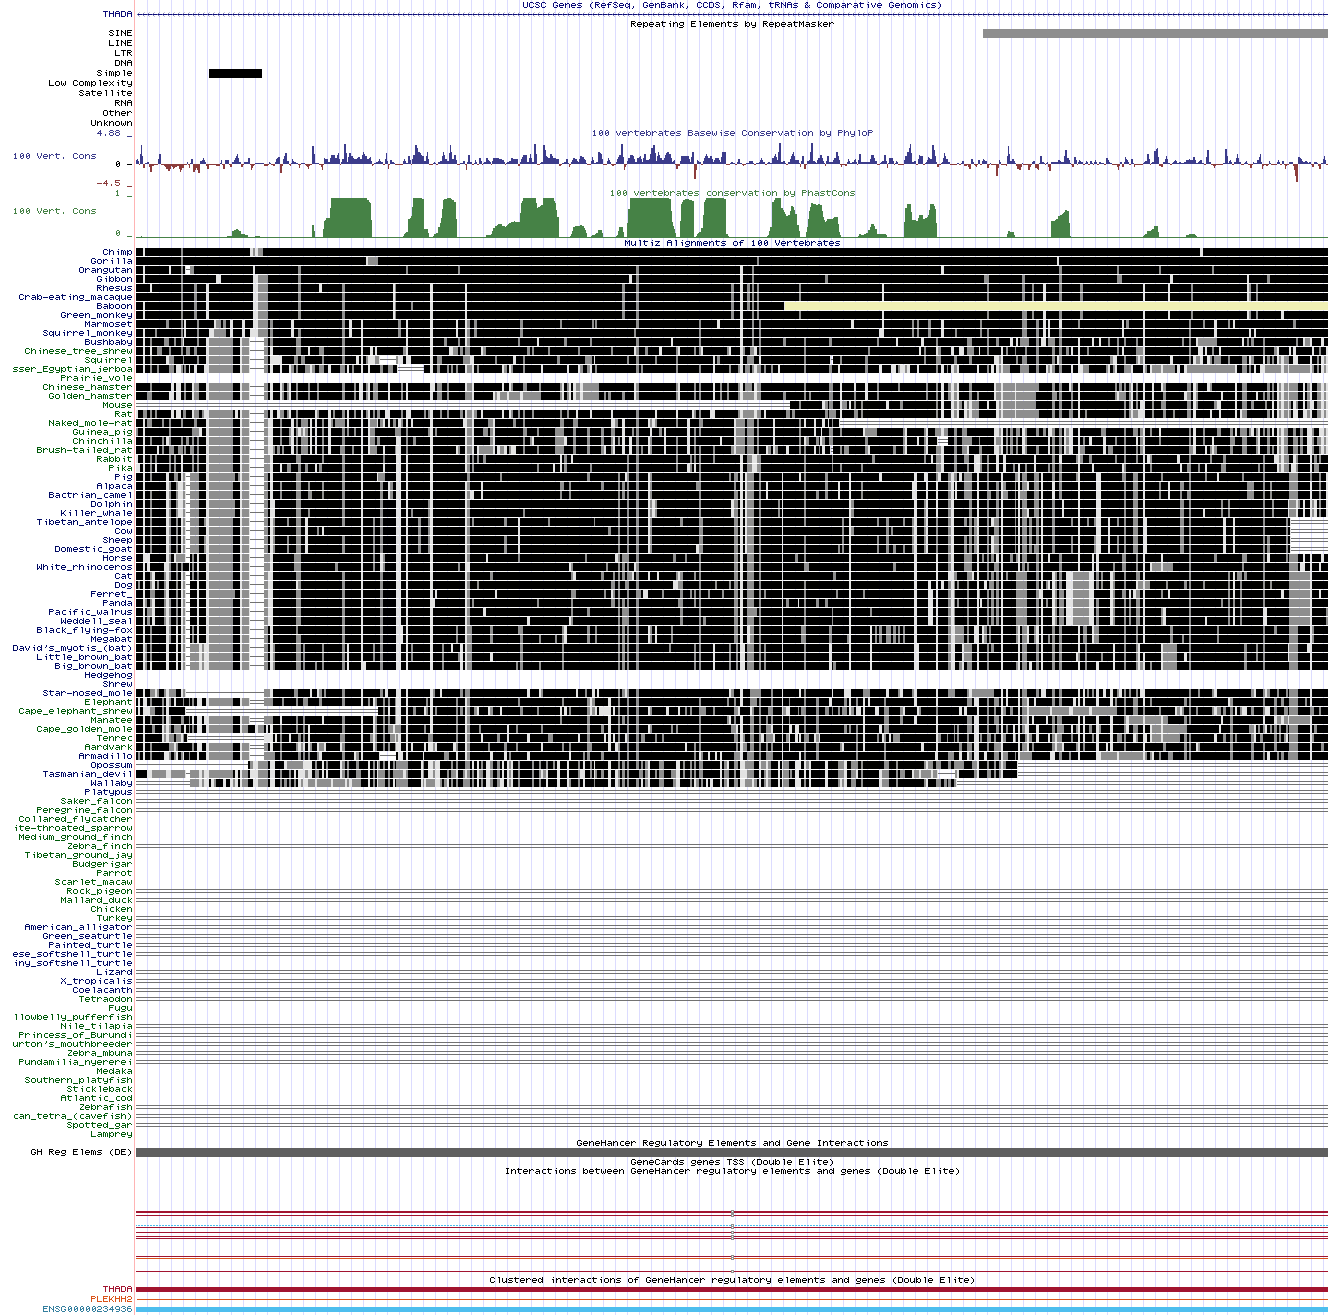 UCSC Genes (RefSeq, GenBank, CCDS, Rfam, tRNAs & Comparative Genomics)
THADA
Repeating Elements by RepeatMasker
SINE
LINE
LTR
DNA
Simple
Low Complexity
Satellite
RNA
Other
Unknown
100 vertebrates Basewise Conservation by PhyloP
4.88 _
100 Vert. Cons
0 _
-4.5 _
100 vertebrates conservation by PhastCons
1 _
100 Vert. Cons
0 _
Multiz Alignments of 100 Vertebrates
Chimp
Gorilla
Orangutan
Gibbon
Rhesus
Crab-eating_macaque
Baboon
Green_monkey
Marmoset
Squirrel_monkey
Bushbaby
Chinese_tree_shrew
Squirrel
sser_Egyptian_jerboa
Prairie_vole
Chinese_hamster
Golden_hamster
Mouse
Rat
Naked_mole-rat
Guinea_pig
Chinchilla
Brush-tailed_rat
Rabbit
Pika
Pig
Alpaca
Bactrian_camel
Dolphin
Killer_whale
Tibetan_antelope
Cow
Sheep
Domestic_goat
Horse
White_rhinoceros
Cat
Dog
Ferret_
Panda
Pacific_walrus
Weddell_seal
Black_flying-fox
Megabat
David's_myotis_(bat)
Little_brown_bat
Big_brown_bat
Hedgehog
Shrew
Star-nosed_mole
Elephant
Cape_elephant_shrew
Manatee
Cape_golden_mole
Tenrec
Aardvark
Armadillo
Opossum
Tasmanian_devil
Wallaby
Platypus
Saker_falcon
Peregrine_falcon
Collared_flycatcher
ite-throated_sparrow
Medium_ground_finch
Zebra_finch
Tibetan_ground_jay
Budgerigar
Parrot
Scarlet_macaw
Rock_pigeon
Mallard_duck
Chicken
Turkey
American_alligator
Green_seaturtle
Painted_turtle
ese_softshell_turtle
iny_softshell_turtle
Lizard
X_tropicalis
Coelacanth
Tetraodon
Fugu
llowbelly_pufferfish
Nile_tilapia
Princess_of_Burundi
urton's_mouthbreeder
Zebra_mbuna
Pundamilia_nyererei
Medaka
Southern_platyfish
Stickleback
Atlantic_cod
Zebrafish
can_tetra_(cavefish)
Spotted_gar
Lamprey
GeneHancer Regulatory Elements and Gene Interactions
GH Reg Elems (DE)
GeneCards genes TSS (Double Elite)
Interactions between GeneHancer regulatory elements and genes (Double Elite)
Clustered interactions of GeneHancer regulatory elements and genes (Double Elite)
THADA
PLEKHH2
ENSG00000234936